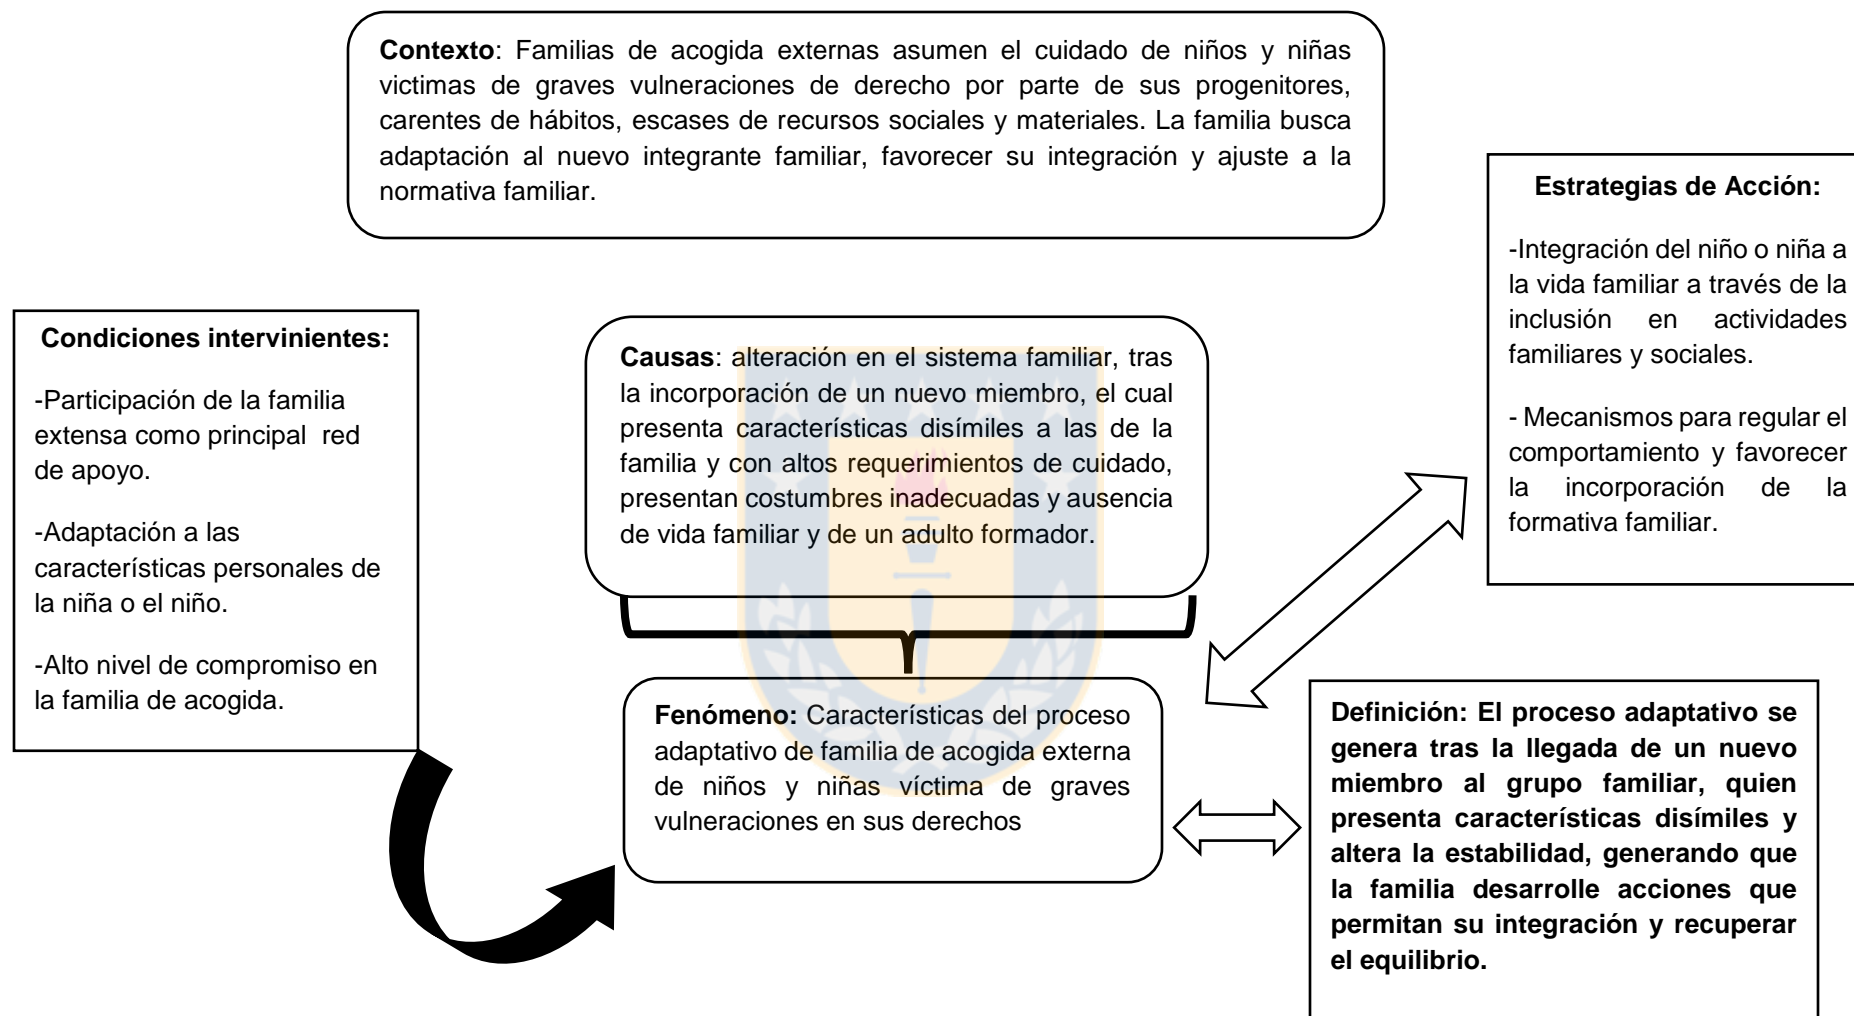 Contexto: Familias de acogida externas asumen el cuidado de niños y niñas
victimas de graves vulneraciones de derecho por parte de sus progenitores,
carentes de hábitos, escases de recursos sociales y materiales. La familia busca
adaptación al nuevo integrante familiar, favorecer su integración y ajuste a la
normativa familiar.
Estrategias de Acción:
-Integración del niño o niña a
la vida familiar a través de la
inclusión en actividades
familiares y sociales.
- Mecanismos para regular el
comportamiento y favorecer
la incorporación de la
formativa familiar.
Condiciones intervinientes:
-Participación de la familia
extensa como principal red
de apoyo.
-Adaptación a las
características personales de
la niña o el niño.
-Alto nivel de compromiso en
la familia de acogida.
Causas: alteración en el sistema familiar, tras
la incorporación de un nuevo miembro, el cual
presenta características disímiles a las de la
familia y con altos requerimientos de cuidado,
presentan costumbres inadecuadas y ausencia
de vida familiar y de un adulto formador.
Fenómeno: Características del proceso
adaptativo de familia de acogida externa
de niños y niñas víctima de graves
vulneraciones en sus derechos
Definición: El proceso adaptativo se
genera tras la llegada de un nuevo
miembro al grupo familiar, quien
presenta características disímiles y
altera la estabilidad, generando que
la familia desarrolle acciones que
permitan su integración y recuperar
el equilibrio.